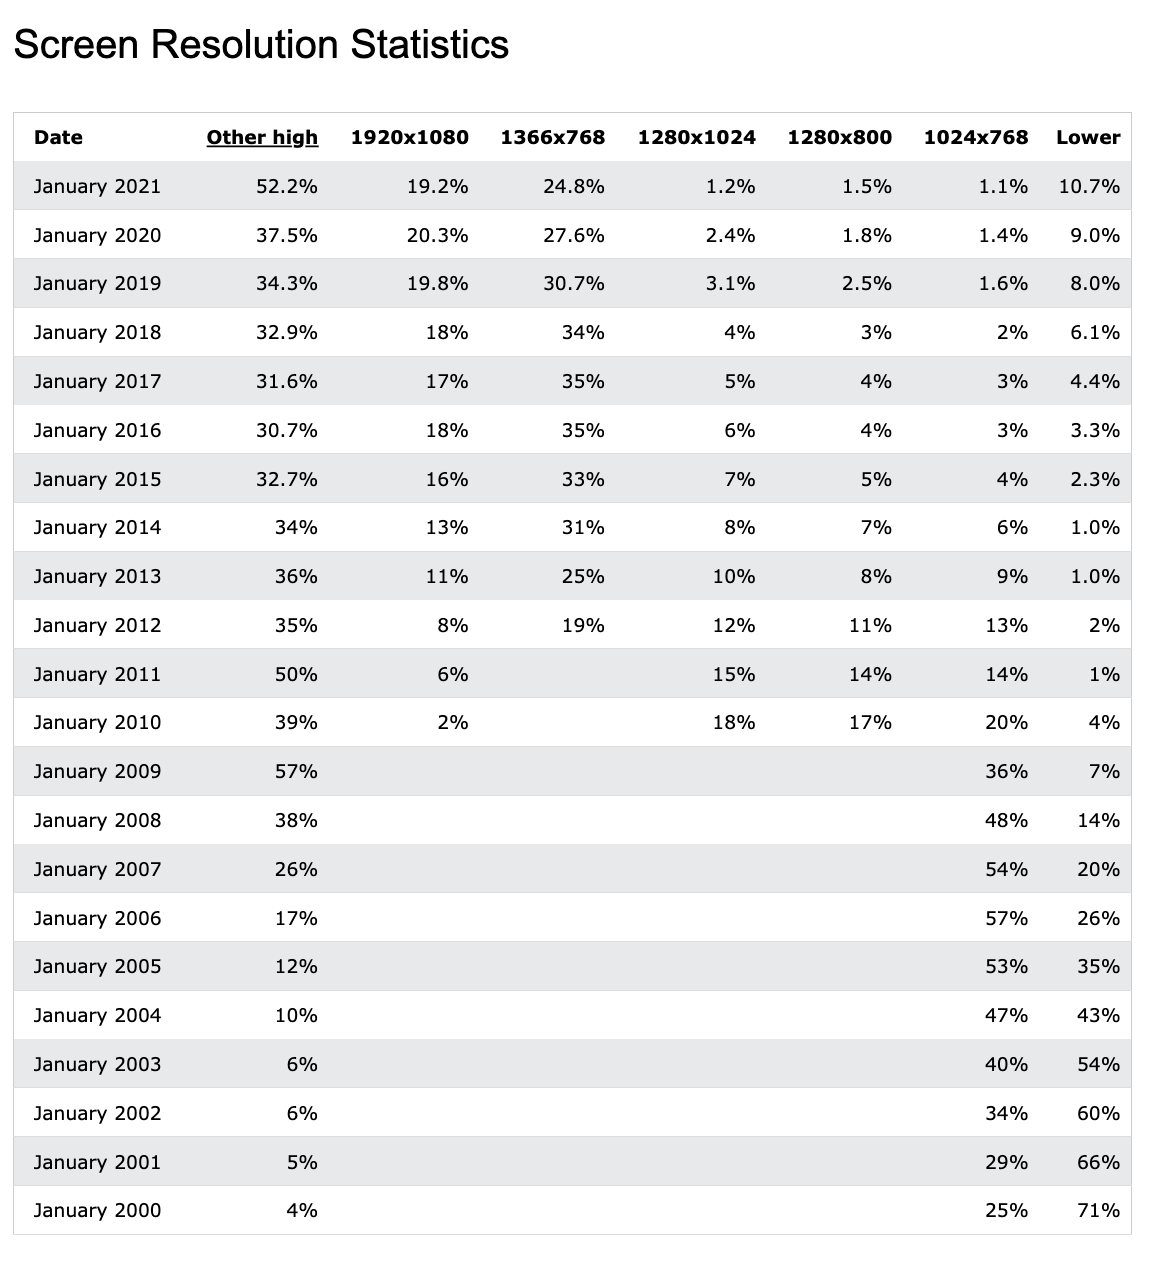 Screen Resolution Statistics
Date Other high 1920x1080 1366x768 1280x1024 1280x800 1024x768 Lower
January 2021 52.2% 19.2% 24.8% 1.2% 1.5% 1.1% 10.7%
January 2020 37.5% 20.3% 27.6% 2.4% 1.8% 1.4% 9.0%
January 2019 34.3% 19.8% 30.7% 3.1% 2.5% 1.6% 8.0%
January 2018 32.9% 18% 34% 4% 3% 2% 6.1%
January 2017 31.6% 17% 35% 5% 4% 3% 4.4%
January 2016 30.7% 18% 35% 6% 4% 3% 3.3%
January 2015 32.7% 16% 33% 7% 5% 4% 2.3%
January 2014 34% 13% 31% 8% 7% 6% 1.0%
January 2013 36% 11% 25% 10% 8% 9% 1.0%
January 2012 35% 8% 19% 12% 11% 13% 2%
January 2011 50% 6% 15% 14% 14% 1%
January 2010 39% 2% 18% 17% 20% 4%
January 2009 57% 36% 7%
January 2008 38% 48% 14%
January 2007 26% 54% 20%
January 2006 17% 57% 26%
January 2005 12% 53% 35%
January 2004 10% 47% 43%
January 2003 6% 40% 54%
January 2002 6% 34% 60%
January 2001 5% 29% 66%
January 2000 4% 25% 71%